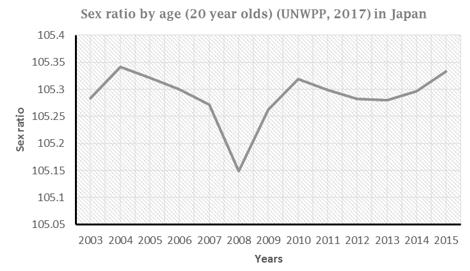 Sex ratio by age (20 year olds) (UNWPP, 2017) in Japan
105.4
105.35
105.3
105.25
105.2
105.15
105.1
105.05
Sex ratio
2003 2004 2005 2006 2007 2008 2009 2010 2011 2012 2013 2014 2015
Years